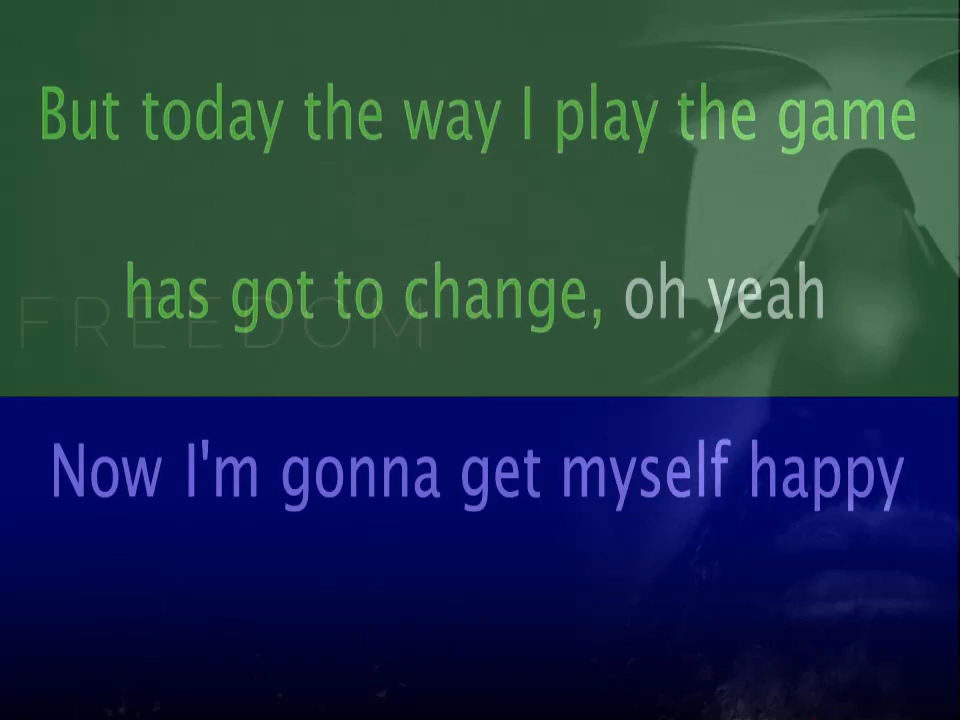 But today the way I play the game
has got to change, oh yeah
FREEDOM
Now I'm gonna get myself happy